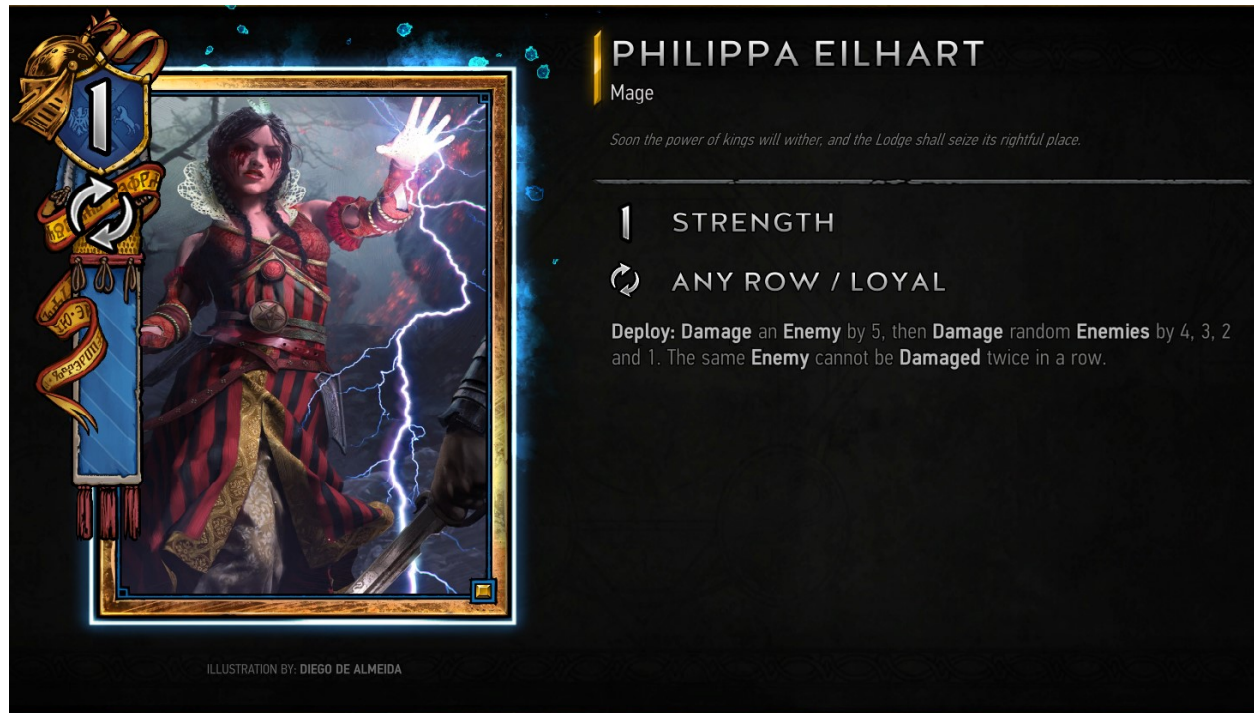 1
PHILIPPA EILHART
Mage
Soon the power of kings will wither, and the Lodge shall seize its rightful place.
1 STRENGTH
ANY ROW / LOYAL
Deploy: Damage an Enemy by 5, then Damage random Enemies by 4, 3, 2
and 1. The same Enemy cannot be Damaged twice in a row.
ILLUSTRATION BY: DIEGO DE ALMEIDA